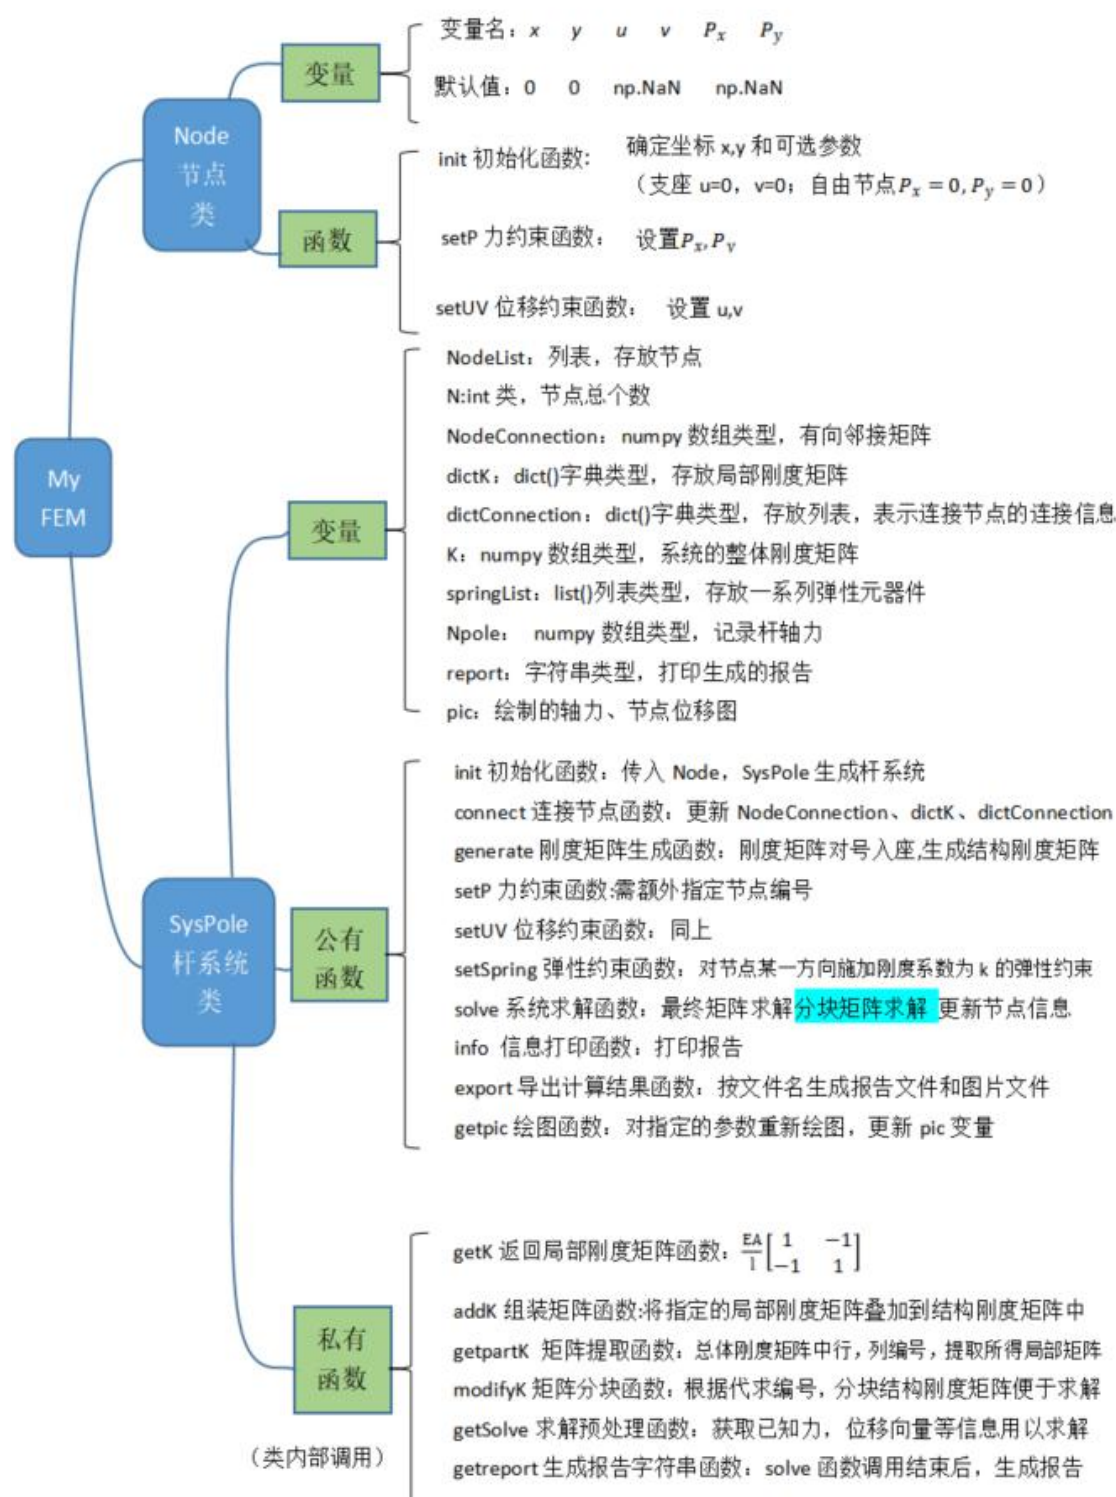 变量名：x y u v Px Py
变量
默认值：0 0 np.NaN np.NaN
Node
节点
类
init 初始化函数: 确定坐标 x,y 和可选参数
（支座 u=0，v=0；自由节点Px = 0, Py = 0）
函数
setP 力约束函数： 设置Px, Py
setUV 位移约束函数： 设置 u,v
My
FEM
NodeList：列表，存放节点
N:int 类，节点总个数
NodeConnection：numpy 数组类型，有向邻接矩阵
dictK：dict()字典类型，存放局部刚度矩阵
变量
dictConnection：dict()字典类型，存放列表，表示连接节点的连接信息
K：numpy 数组类型，系统的整体刚度矩阵
springList：list()列表类型，存放一系列弹性元器件
Npole： numpy 数组类型，记录杆轴力
report：字符串类型，打印生成的报告
pic：绘制的轴力、节点位移图
SysPole
杆系统
类
公有
函数
init 初始化函数：传入 Node，SysPole 生成杆系统
connect 连接节点函数：更新 NodeConnection、dictK、dictConnection
generate 刚度矩阵生成函数：刚度矩阵对号入座,生成结构刚度矩阵
setP 力约束函数:需额外指定节点编号
setUV 位移约束函数：同上
setSpring 弹性约束函数：对节点某一方向施加刚度系数为 k 的弹性约束
solve 系统求解函数：最终矩阵求解分块矩阵求解 更新节点信息
info 信息打印函数：打印报告
export 导出计算结果函数：按文件名生成报告文件和图片文件
getpic 绘图函数：对指定的参数重新绘图，更新 pic 变量
私有
函数
（类内部调用）
getK 返回局部刚度矩阵函数：EA/l [1 −1
−1 1]
addK 组装矩阵函数:将指定的局部刚度矩阵叠加到结构刚度矩阵中
getpartK 矩阵提取函数：总体刚度矩阵中行，列编号，提取所得局部矩阵
modifyK 矩阵分块函数：根据代求编号，分块结构刚度矩阵便于求解
getSolve 求解预处理函数：获取已知力，位移向量等信息用以求解
getreport 生成报告字符串函数：solve 函数调用结束后，生成报告